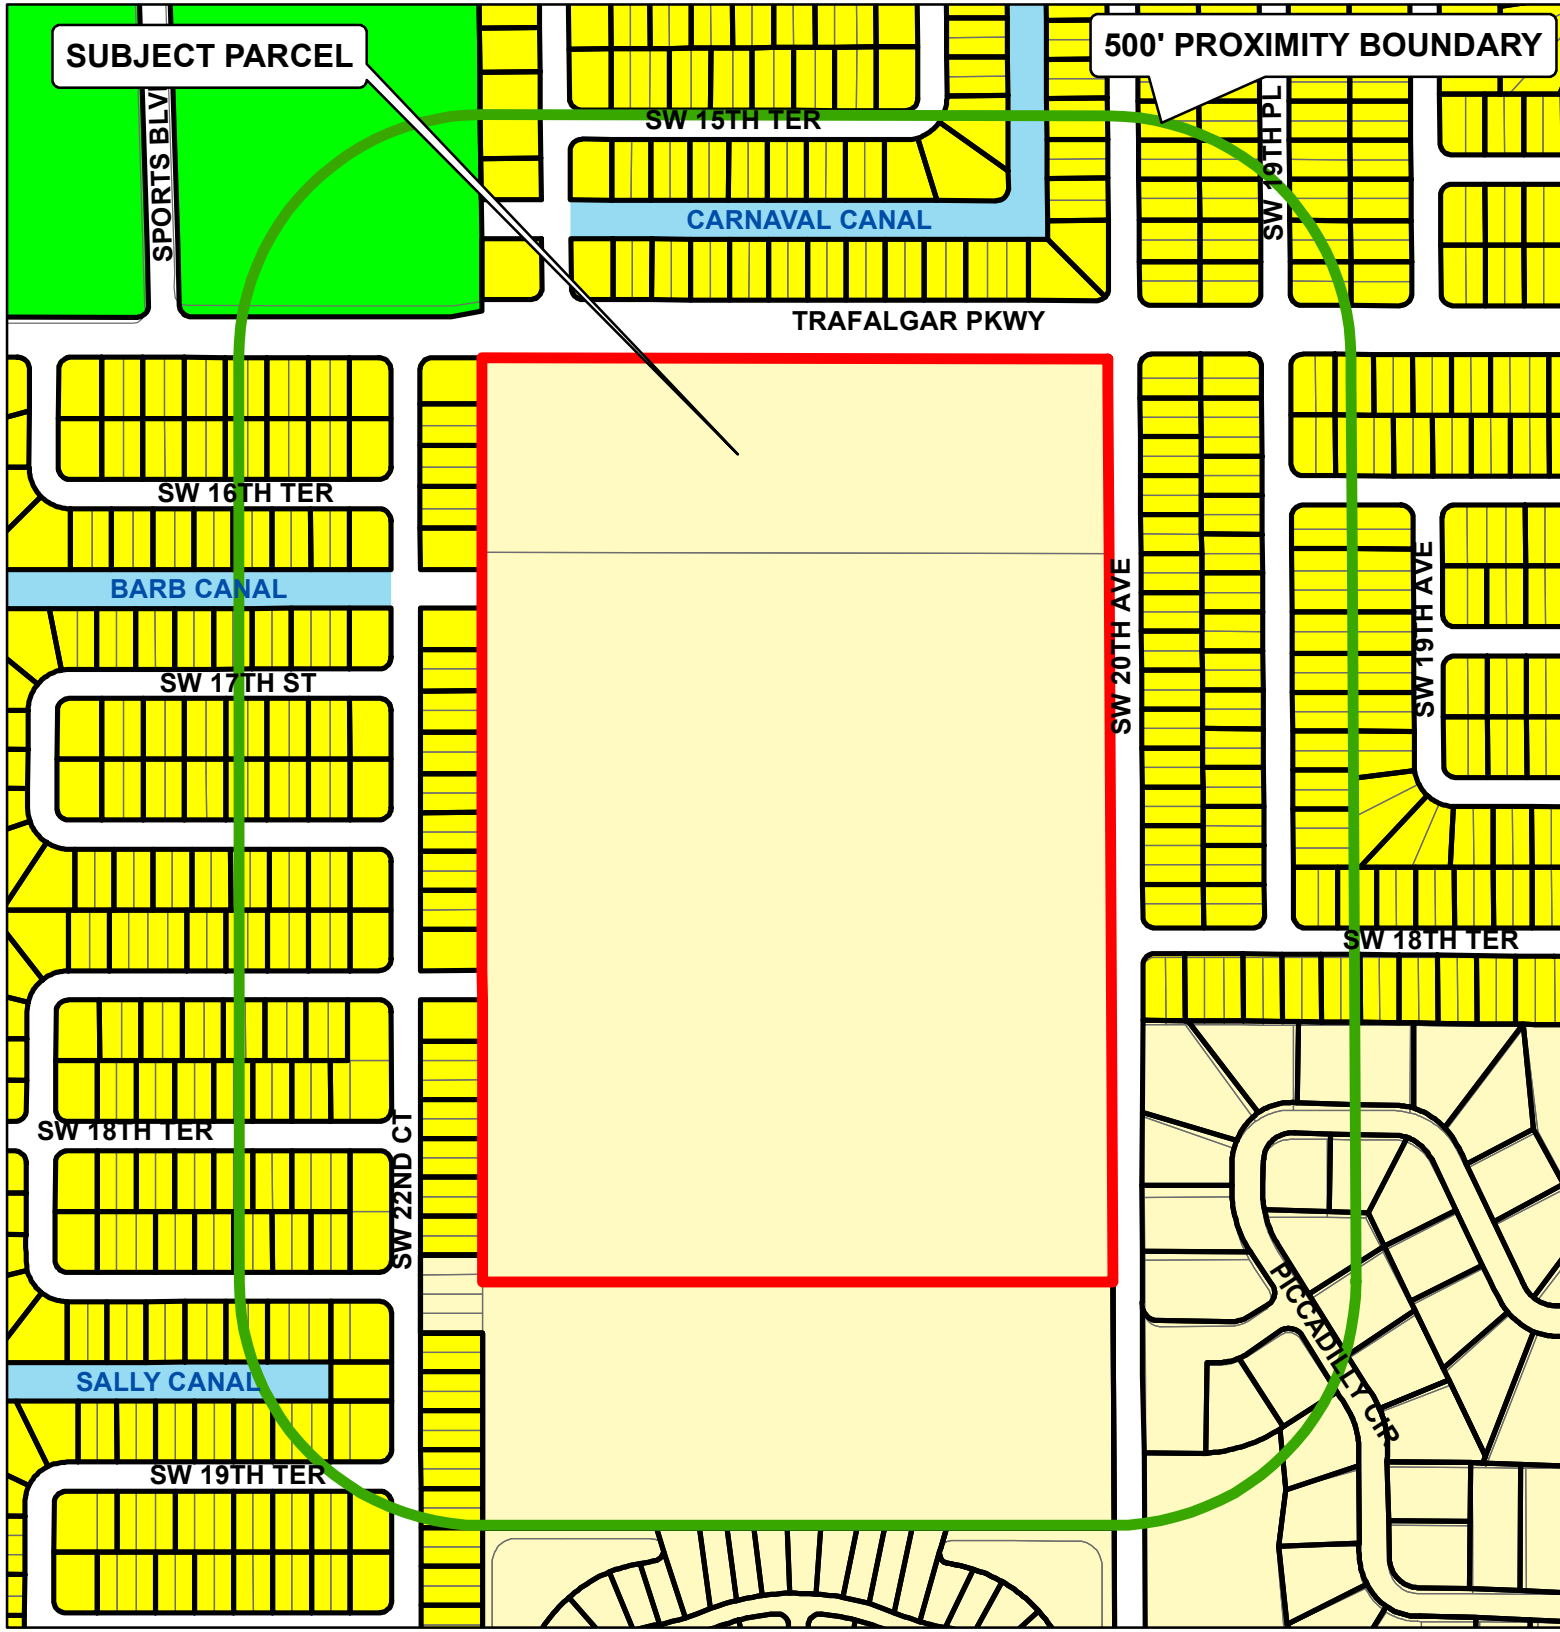 SUBJECT PARCEL
500' PROXIMITY BOUNDARY
SPORTS BLV
SW 15TH TER
SW 19TH PL
CARNAVAL CANAL
TRAFALGAR PKWY
SW 16TH TER
BARB CANAL
SW 20TH AVE
SW 19TH AVE
SW 17TH ST
SW 18TH TER
SW 18TH TER
SW 22ND CT
PICCADILLY CIR
SALLY CANAL
SW 19TH TER